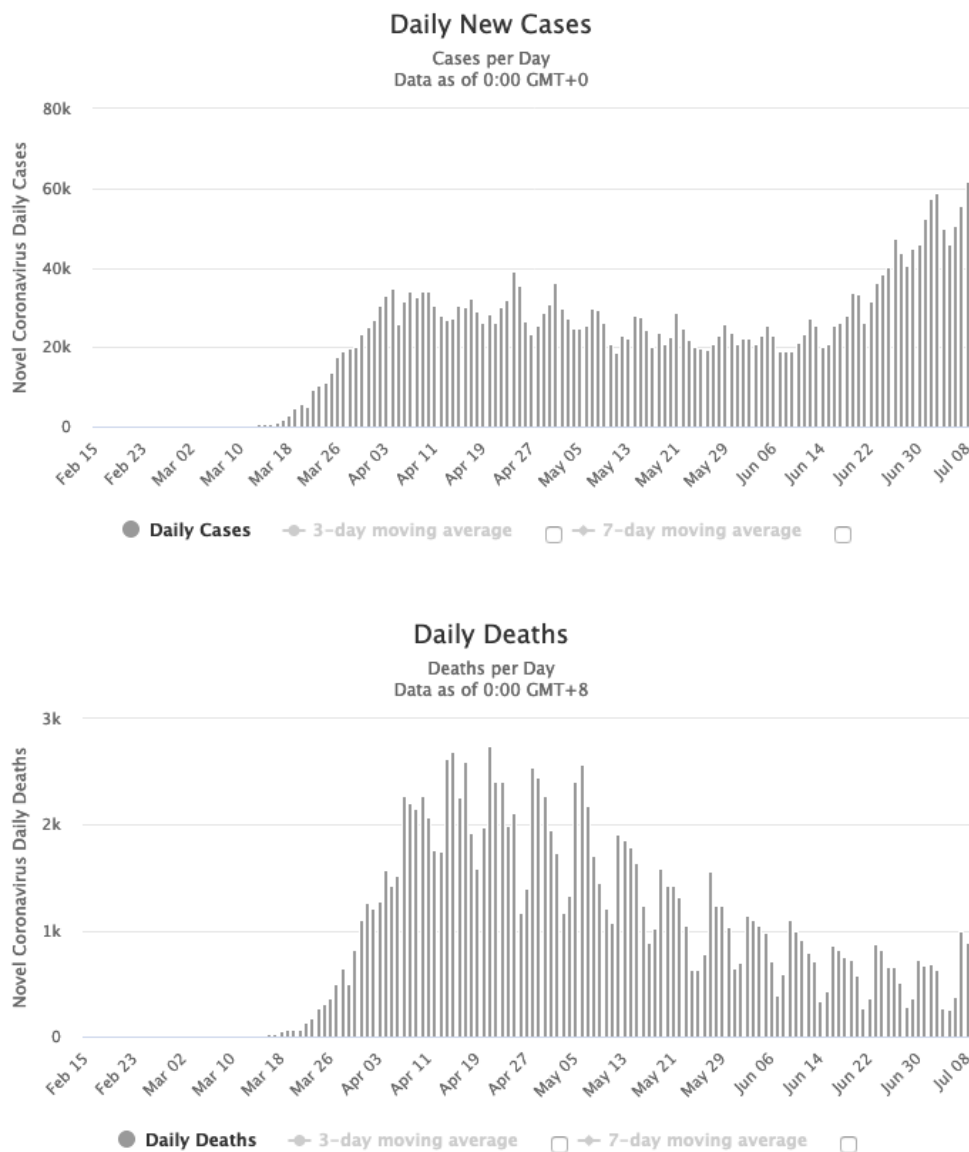 Daily New Cases
Cases per Day
Data as of 0:00 GMT+0
Novel Coronavirus Daily Cases
80k
60k
40k
20k
0
Feb 15
Feb 23
Mar 02
Mar 10
Mar 18
Mar 26
Apr 03
Apr 11
Apr 19
Apr 27
May 05
May 13
May 21
May 29
Jun 06
Jun 14
Jun 22
Jun 30
Jul 08
Daily Cases
3-day moving average
7-day moving average
Daily Deaths
Deaths per Day
Data as of 0:00 GMT+8
Novel Coronavirus Daily Deaths
3k
2k
1k
0
Feb 15
Feb 23
Mar 02
Mar 10
Mar 18
Mar 26
Apr 03
Apr 11
Apr 19
Apr 27
May 05
May 13
May 21
May 29
Jun 06
Jun 14
Jun 22
Jun 30
Jul 08
Daily Deaths
3-day moving average
7-day moving average